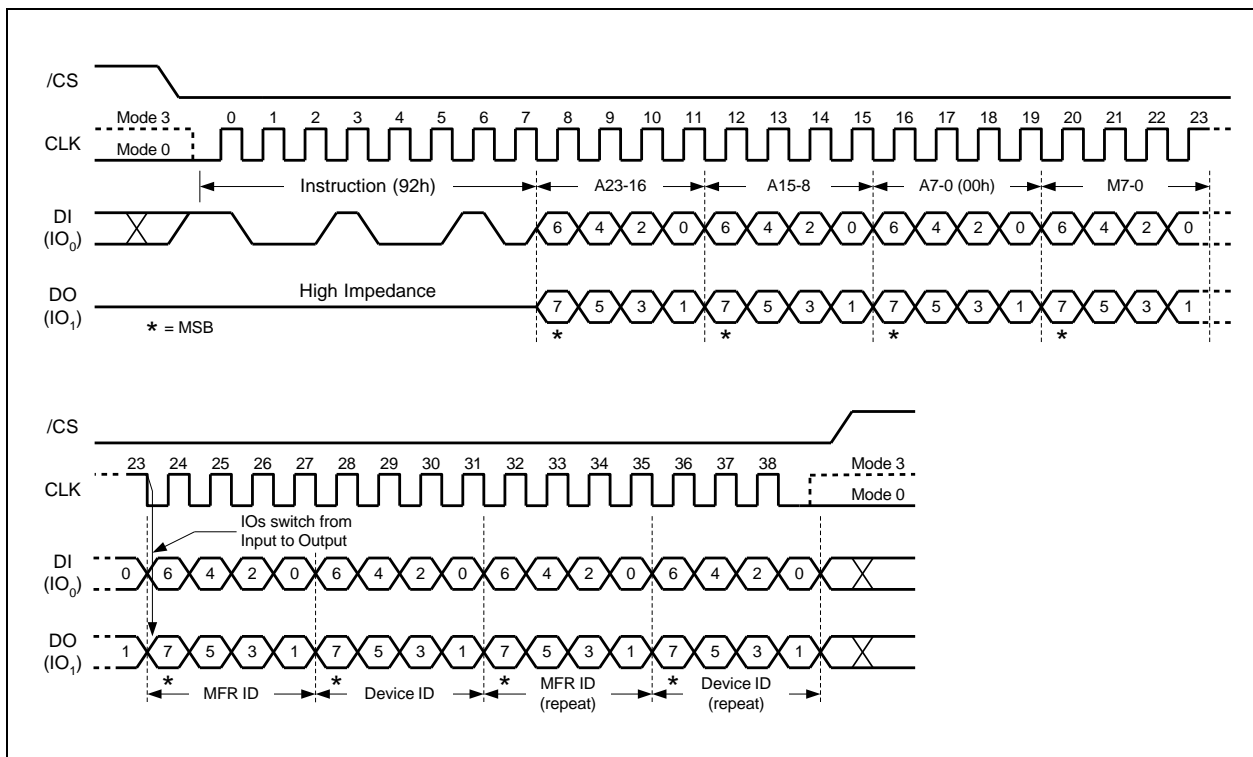 /CS
Mode 3 0 1 2 3 4 5 6 7 8 9 10 11 12 13 14 15 16 17 18 19 20 21 22 23
CLK
Mode 0
Instruction (92h) A23-16 A15-8 A7-0 (00h) M7-0
DI
(IO0)
6 4 2 0 6 4 2 0 6 4 2 0 6 4 2 0
High Impedance
DO
(IO1)
7 5 3 1 7 5 3 1 7 5 3 1 7 5 3 1
* = MSB
* * * *
/CS
23 24 25 26 27 28 29 30 31 32 33 34 35 36 37 38 Mode 3
CLK
Mode 0
IOs switch from
Input to Output
DI
(IO0)
0 6 4 2 0 6 4 2 0 6 4 2 0 6 4 2 0
DO
(IO1)
1 7 5 3 1 7 5 3 1 7 5 3 1 7 5 3 1
* * * *
MFR ID Device ID MFR ID Device ID
(repeat) (repeat)